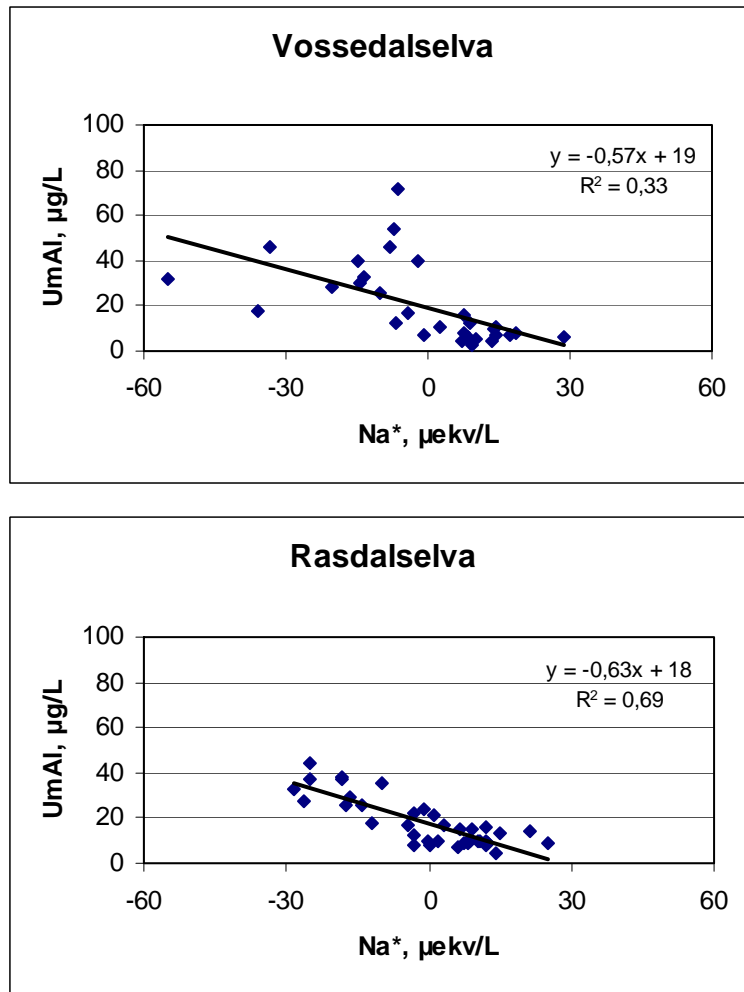 Vossedalselva
100
80
60
40
20
0
-60 -30 0 30 60
UmAl, µg/L
Na*, µekv/L
y = -0,57x + 19
R² = 0,33
Rasdalselva
100
80
60
40
20
0
-60 -30 0 30 60
UmAl, µg/L
Na*, µekv/L
y = -0,63x + 18
R² = 0,69